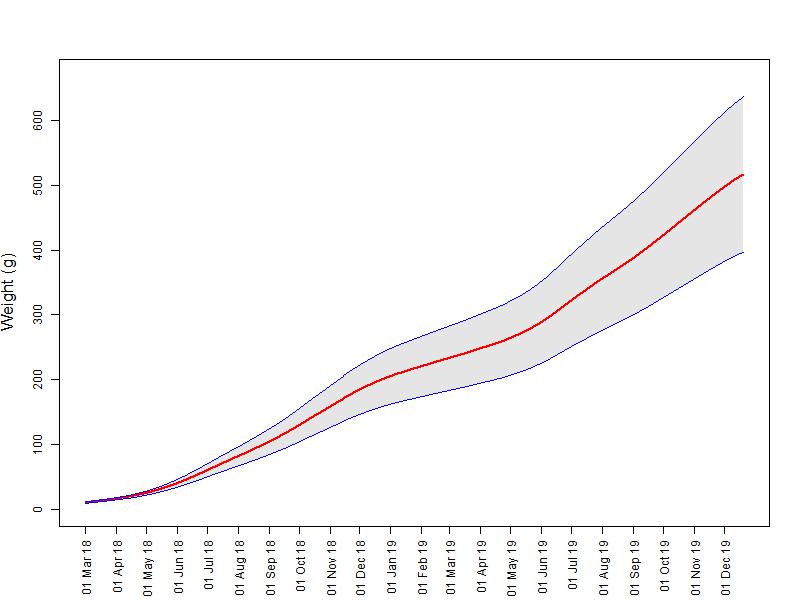 Weight (g)
600
500
400
300
200
100
0
01 Mar 18
01 Apr 18
01 May 18
01 Jun 18
01 Jul 18
01 Aug 18
01 Sep 18
01 Oct 18
01 Nov 18
01 Dec 18
01 Jan 19
01 Feb 19
01 Mar 19
01 Apr 19
01 May 19
01 Jun 19
01 Jul 19
01 Aug 19
01 Sep 19
01 Oct 19
01 Nov 19
01 Dec 19